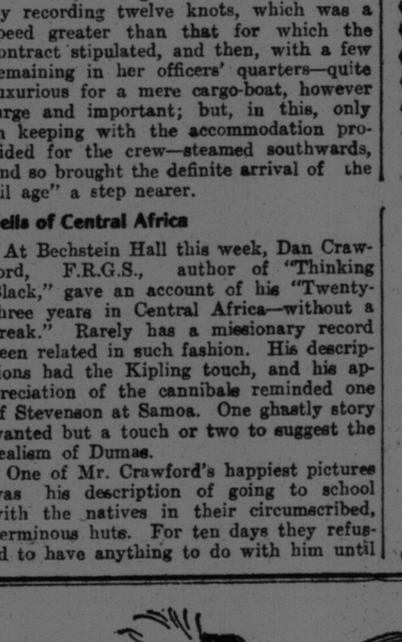 y recording twelve knots, which was a
peed greater than that for which the
ontract stipulated, and then, with a few
emaining in her officers' quarters—quite
uxurious for a mere cargo-boat, however
arge and important; but, in this, only
n keeping with the accommodation pro-
ided for the crew—steamed southwards,
nd so brought the definite arrival of the
il age" a step nearer.
ells of Central Africa
At Bechstein Hall this week, Dan Craw-
ord, F.R.G.S., author of "Thinking
lack," gave an account of his "Twenty-
hree years in Central Africa—without a
reak." Rarely has a missionary record
een related in such fashion. His descrip-
ions had the Kipling touch, and his ap-
reciation of the cannibals reminded one
f Stevenson at Samoa. One ghastly story
anted but a touch or two to suggest the
ealism of Dumas.
One of Mr. Crawford's happiest pictures
as his description of going to school
ith the natives in their circumscribed,
erminous huts. For ten days they refus-
d to have anything to do with him until